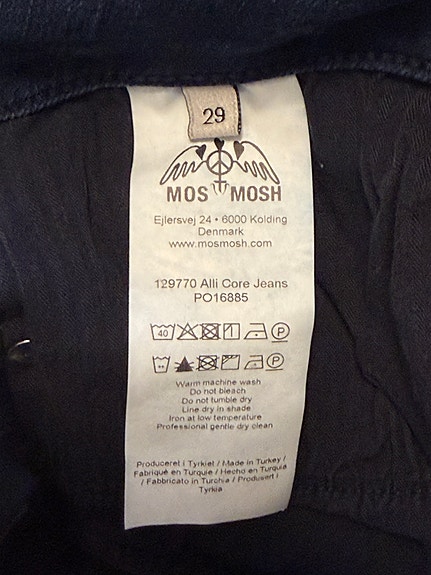 29
MOS MOSH
Ejlersvej 24 • 6000 Kolding
Denmark
www.mosmosh.com
129770 Alli Core Jeans
PO16885
40 P
P
Warm machine wash
Do not bleach
Do not tumble dry
Line dry in shade
Iron at low temperature
Professional gentle dry clean
Produceret i Tyrkiet / Made in Turkey /
Fabriqué en Turquie / Hecho en Turquia
/ Fabbricato in Turchia / Produsert i
Tyrkia